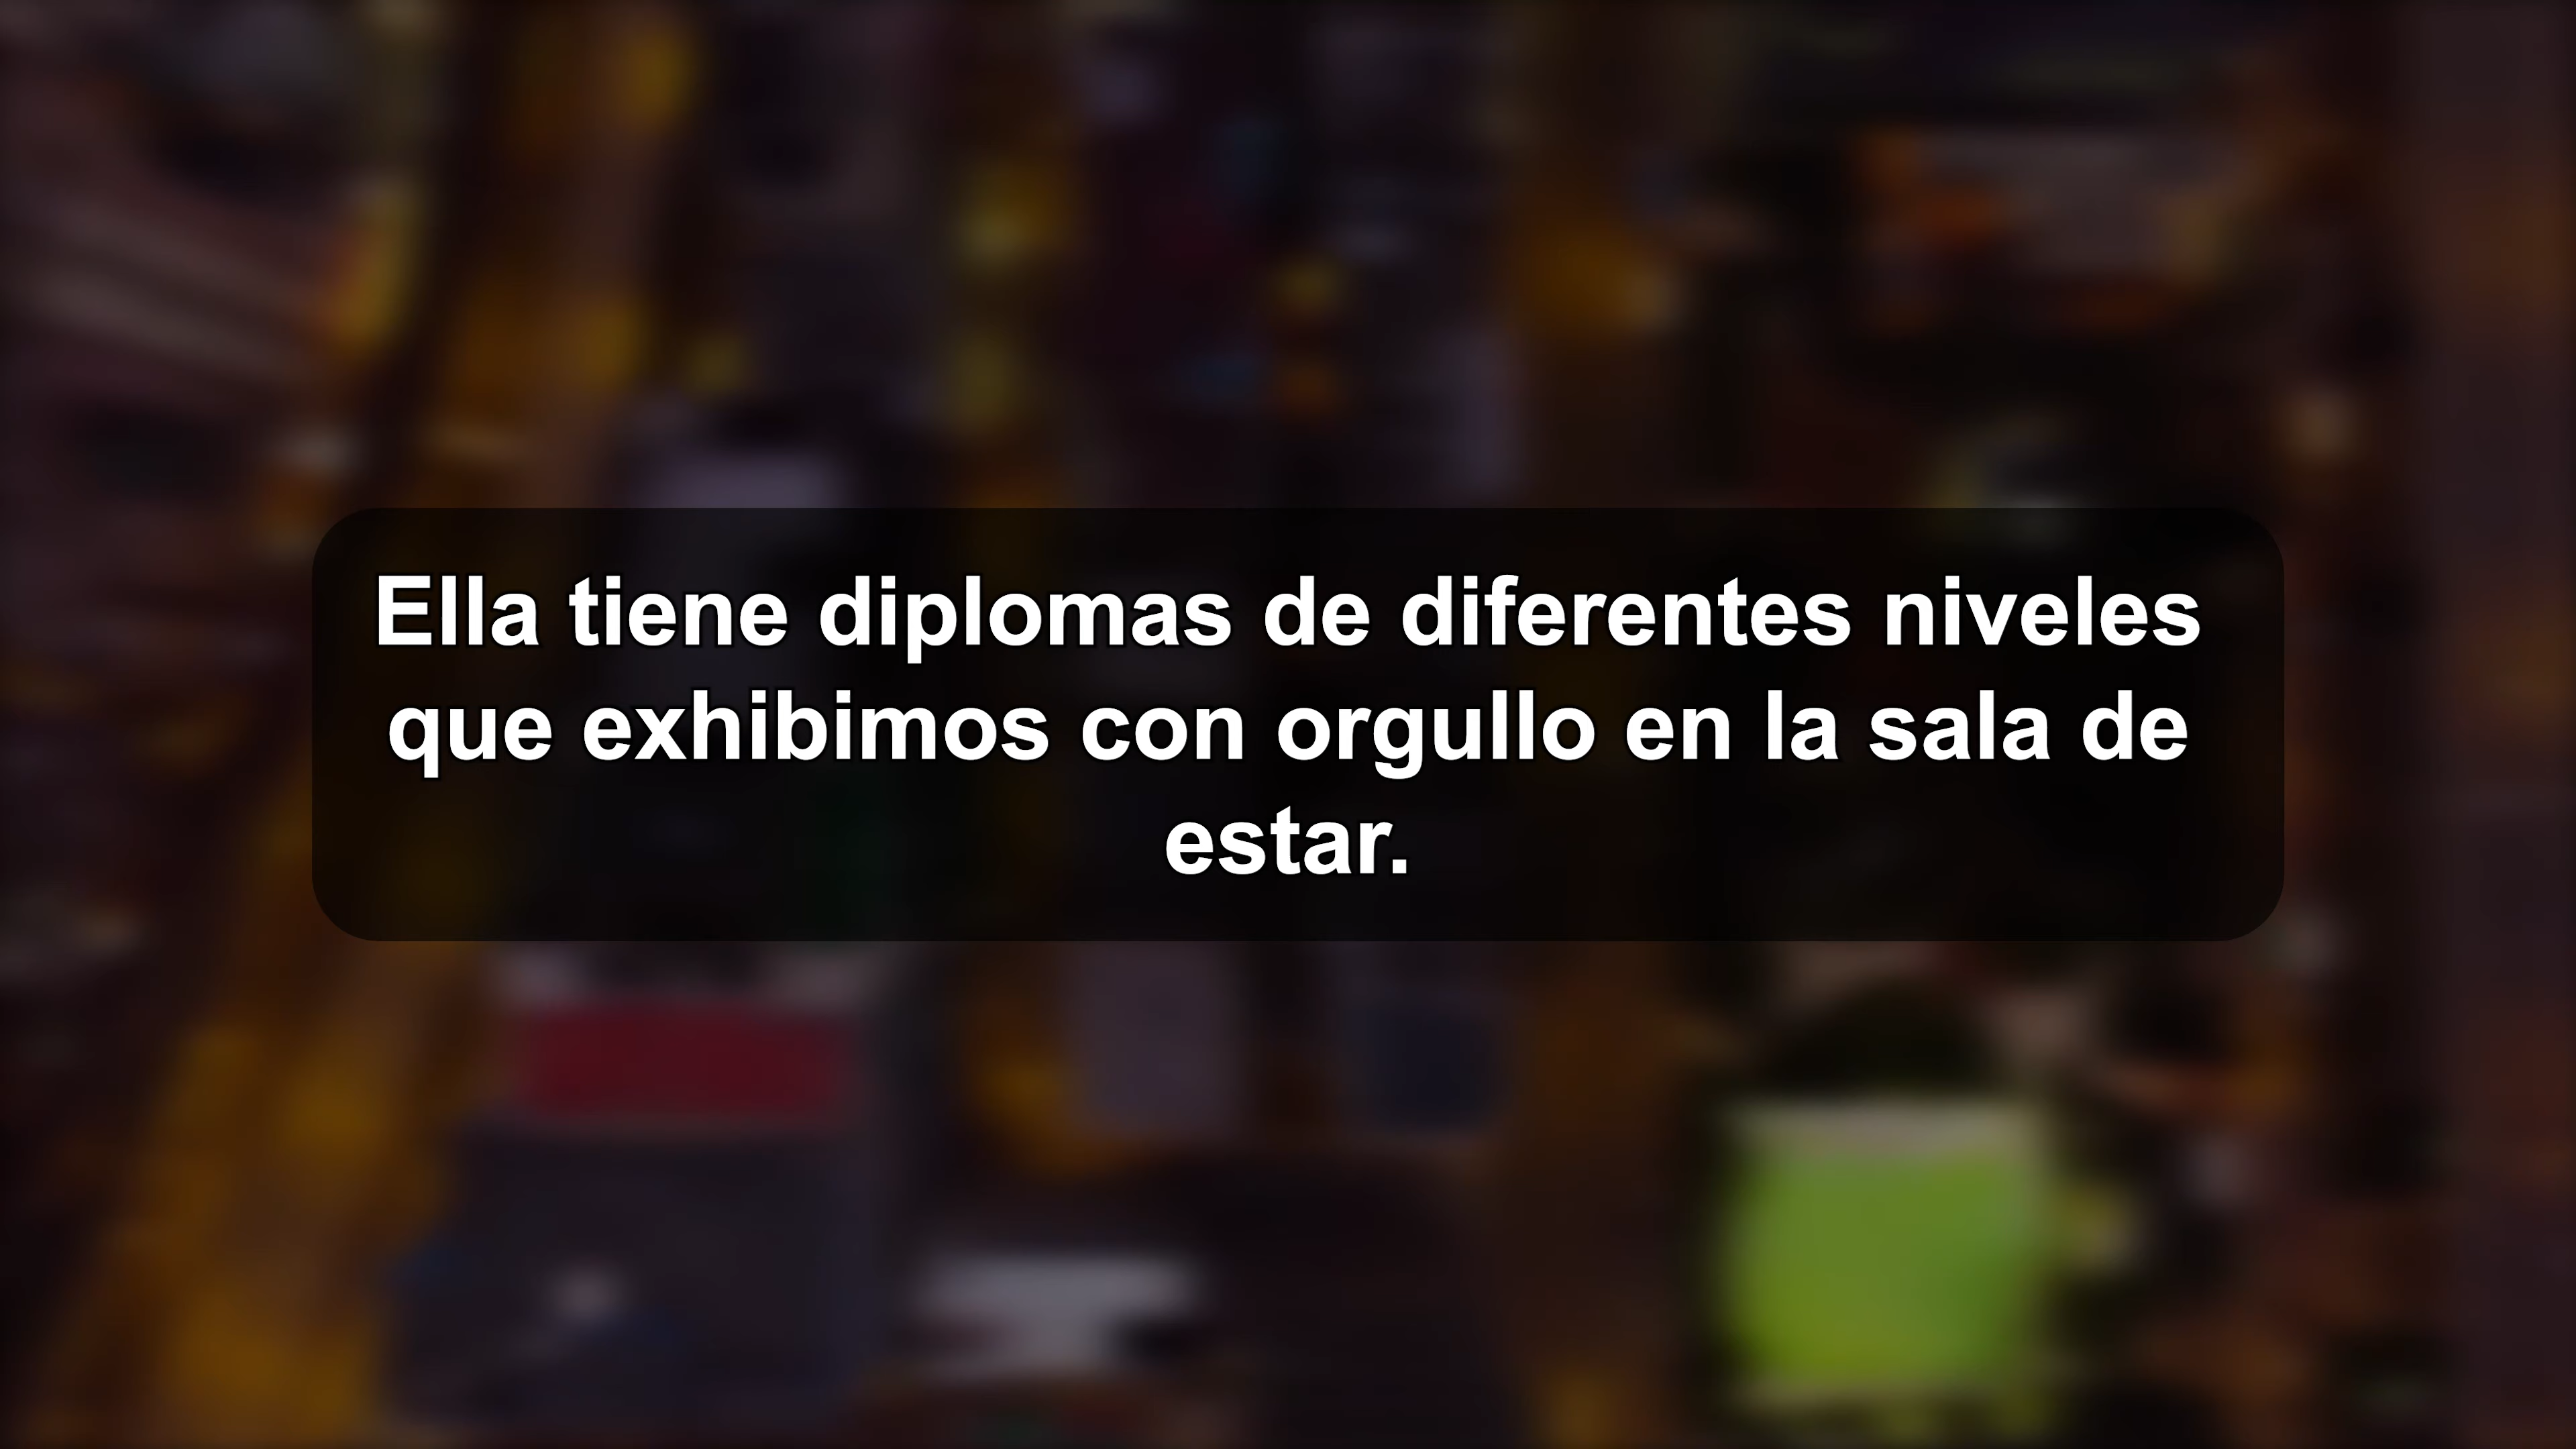 Ella tiene diplomas de diferentes niveles
que exhibimos con orgullo en la sala de
estar.